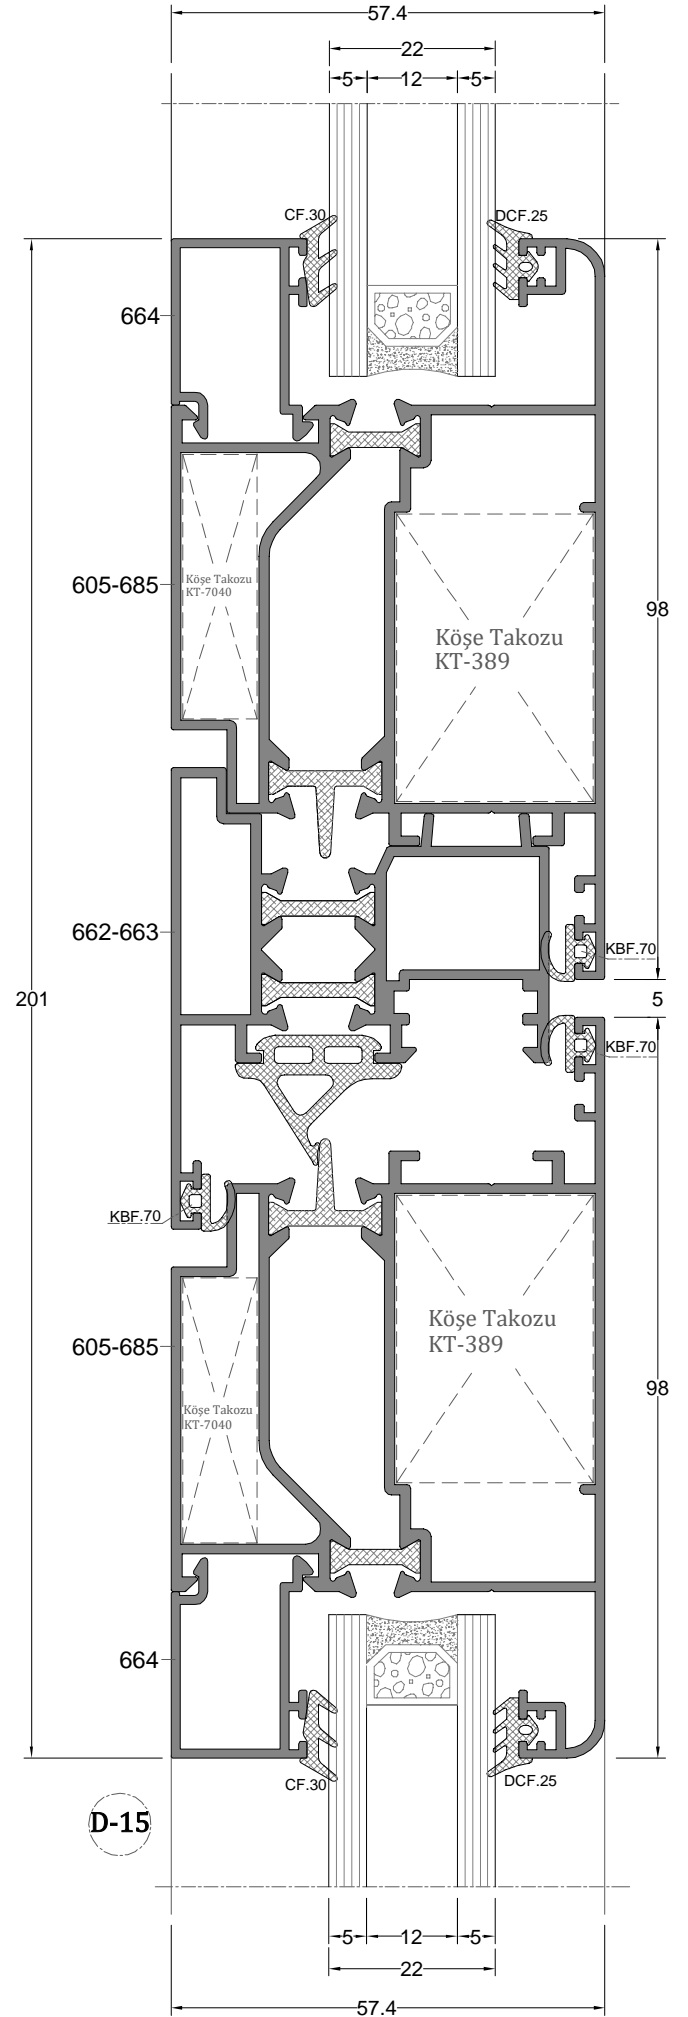 57.4
22
5 12 5
CF.30
DCF.25
664
605-685
Köşe Takozu
KT-7040
Köşe Takozu
KT-389
98
662-663
KBF.70
201
5
KBF.70
KBF.70
605-685
Köşe Takozu
KT-389
Köşe Takozu
KT-7040
98
664
CF.30
DCF.25
D-15
5 12 5
22
57.4